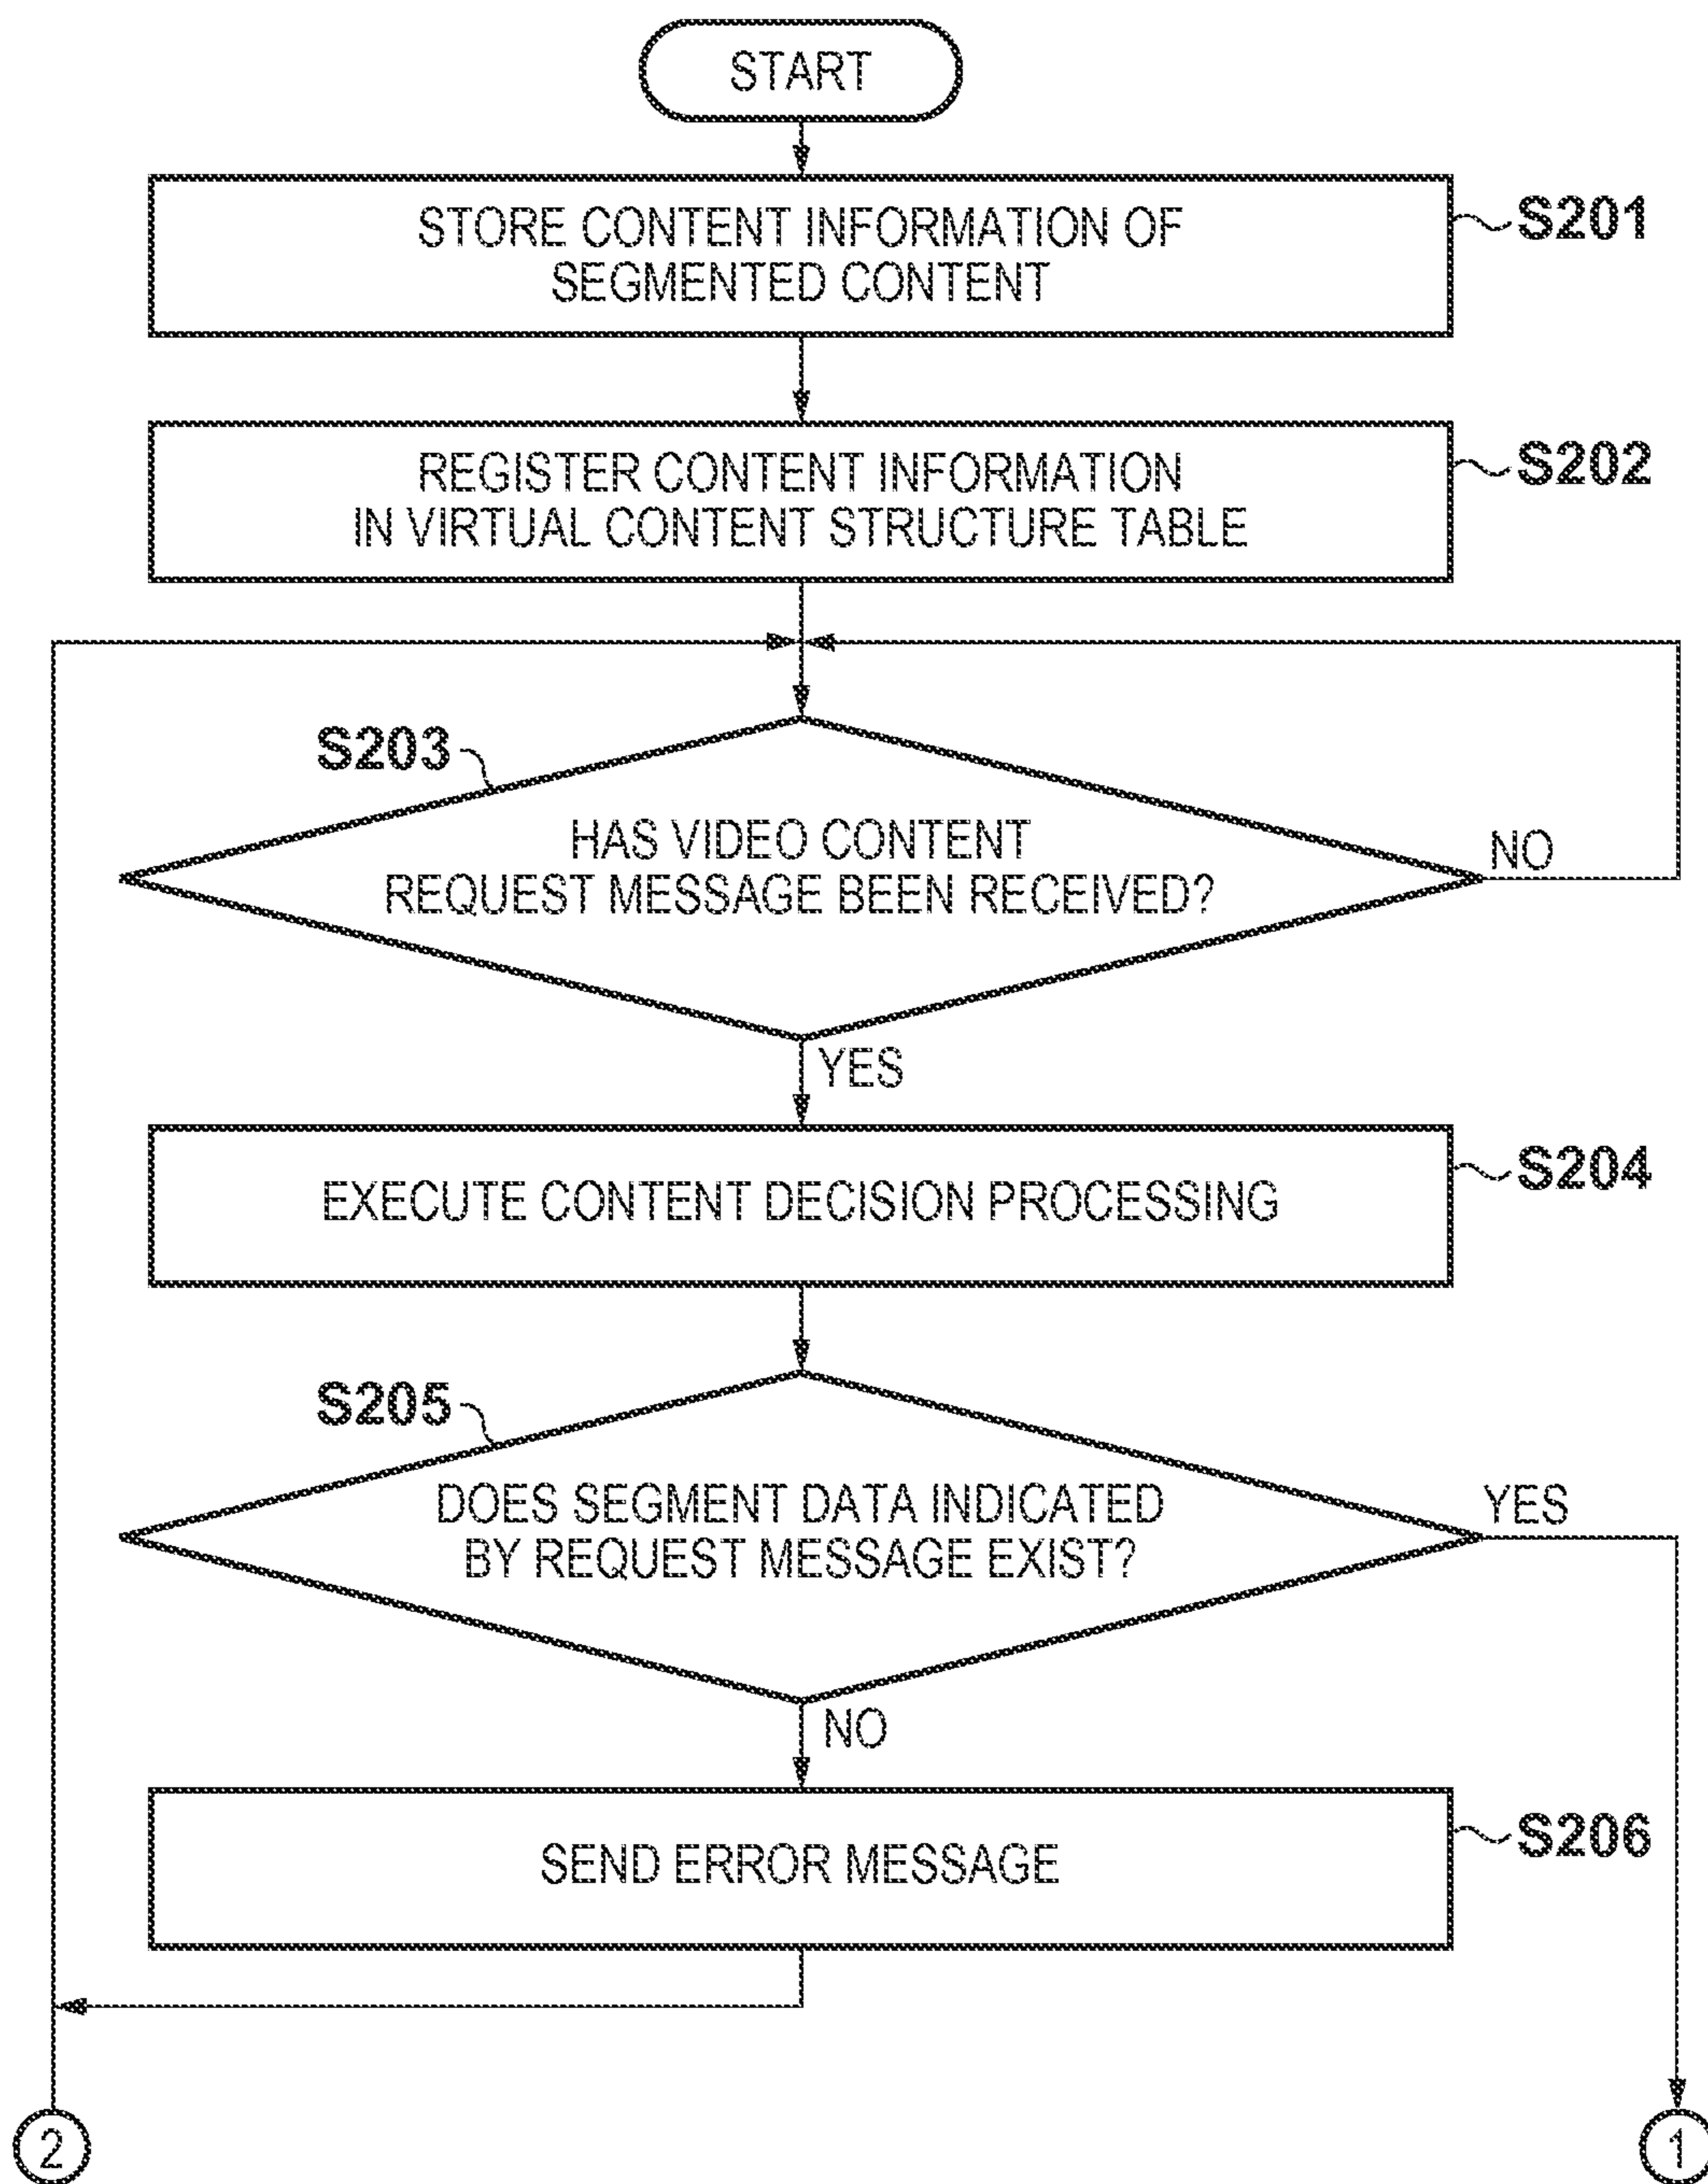 START
STORE CONTENT INFORMATION OF
SEGMENTED CONTENT
S201
REGISTER CONTENT INFORMATION
IN VIRTUAL CONTENT STRUCTURE TABLE
S202
S203
HAS VIDEO CONTENT
REQUEST MESSAGE BEEN RECEIVED?
NO
YES
EXECUTE CONTENT DECISION PROCESSING
S204
S205
DOES SEGMENT DATA INDICATED
BY REQUEST MESSAGE EXIST?
YES
NO
SEND ERROR MESSAGE
S206
2
1